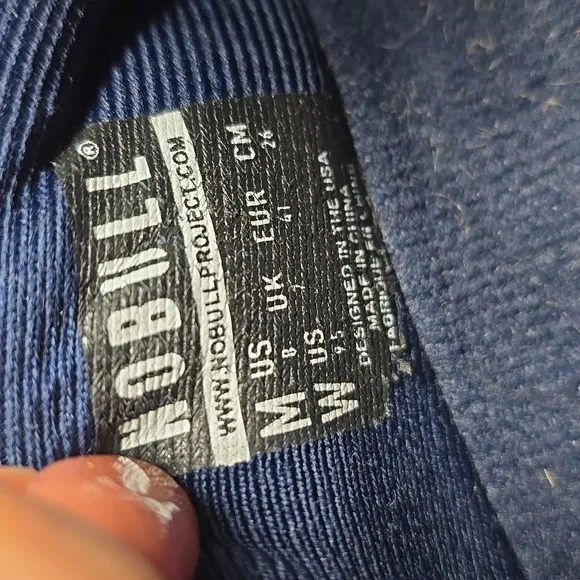 NOBULL®
WWW.NOBULLPROJECT.COM
M US UK EUR CM
8 7 41 26
W US
9.5
DESIGNED IN THE USA
MADE IN CHINA